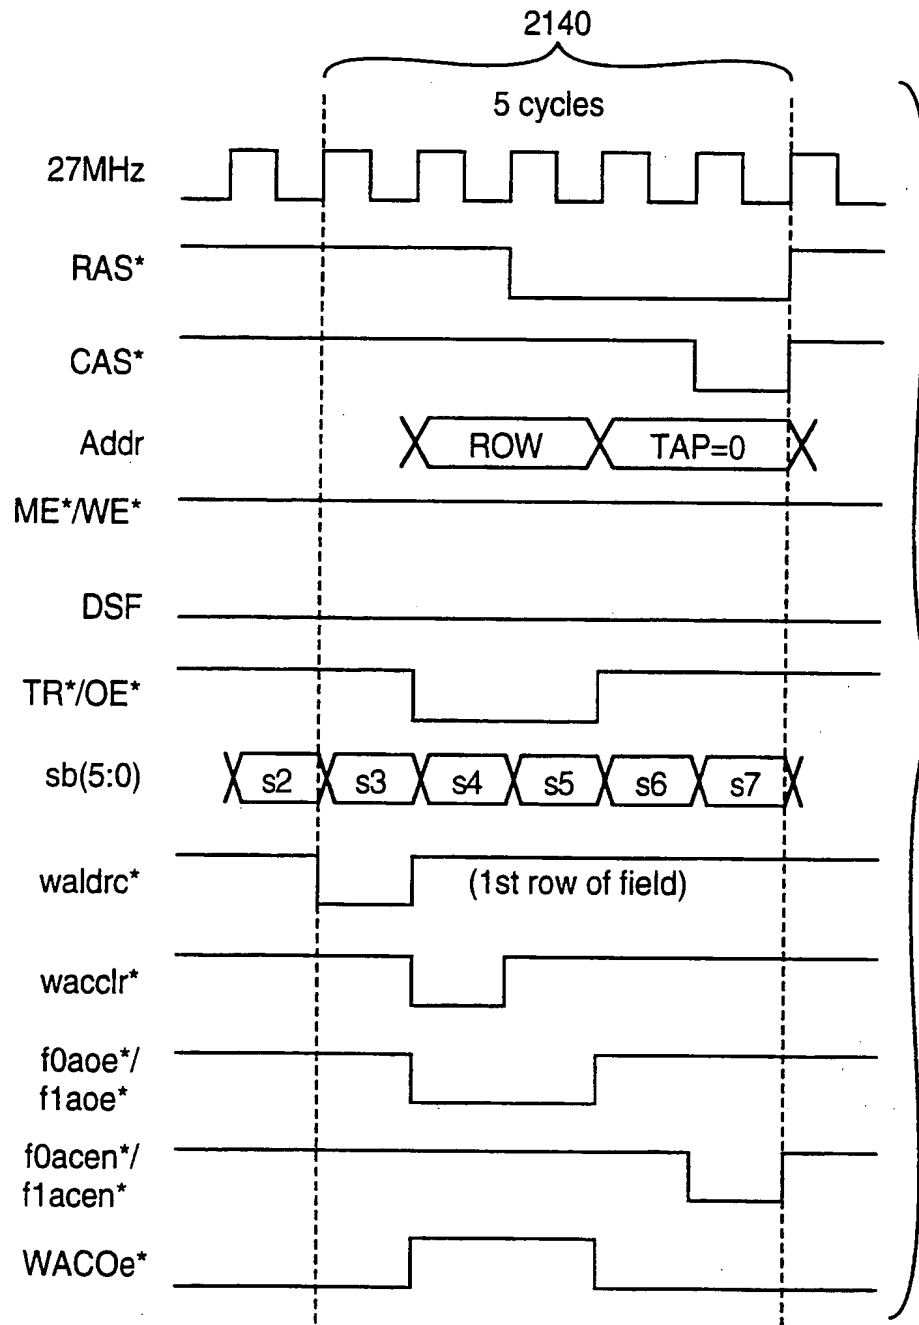 2140
5 cycles
27MHz
RAS*
CAS*
Addr
ROW
TAP=0
ME*/WE*
DSF
TR*/OE*
sb(5:0)
s2
s3
s4
s5
s6
s7
waldrc*
(1st row of field)
wacclr*
f0aoe*/
f1aoe*
f0acen*/
f1acen*
WACOe*